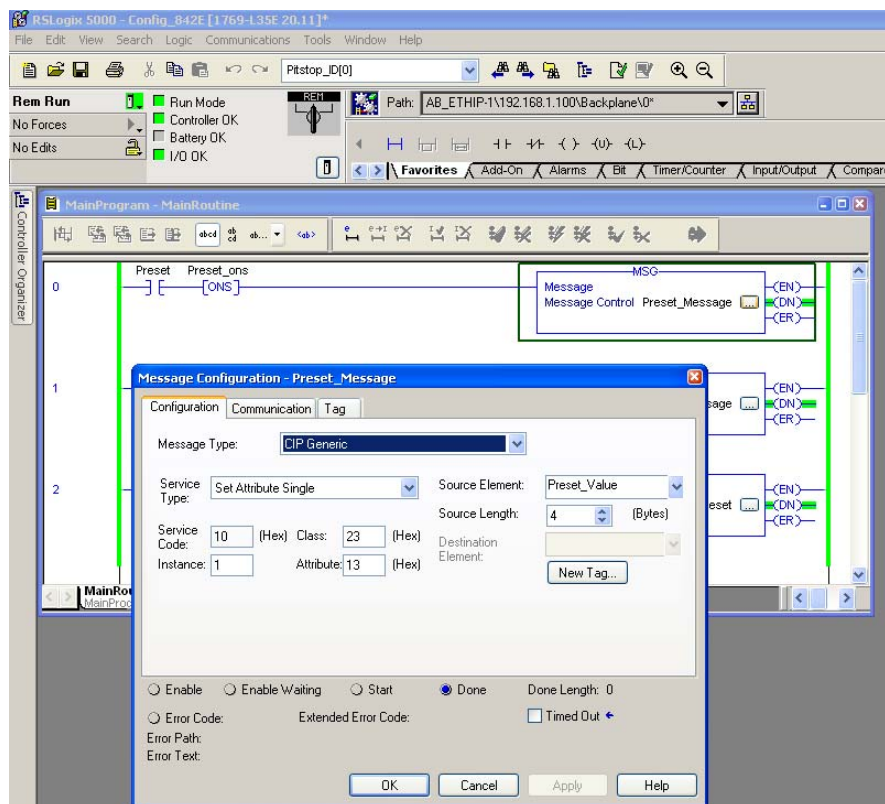 RSLogix 5000 - Config_842E [1769-L35E 20.11]*
File Edit View Search Logic Communications Tools Window Help
Pitstop_ID[0]
Rem Run
No Forces
No Edits
Run Mode
Controller OK
Battery OK
I/O OK
REM
Path: AB_ETHIP-1\192.168.1.100\Backplane\0*
Favorites Add-On Alarms Bit Timer/Counter Input/Output Compar
Controller Organizer
MainProgram - MainRoutine
0
Preset Preset_ons
ONS
MSG
Message
Message Control Preset_Message ...
EN
DN
ER
1
sage ...
EN
DN
ER
2
eset ...
EN
DN
ER
MainRou
MainProg
Message Configuration - Preset_Message
Configuration Communication Tag
Message Type: CIP Generic
Service Type: Set Attribute Single
Source Element: Preset_Value
Source Length: 4 (Bytes)
Service Code: 10 (Hex) Class: 23 (Hex)
Destination Element:
Instance: 1 Attribute: 13 (Hex)
New Tag...
Enable Enable Waiting Start Done Done Length: 0
Error Code: Extended Error Code: Timed Out
Error Path:
Error Text:
OK Cancel Apply Help